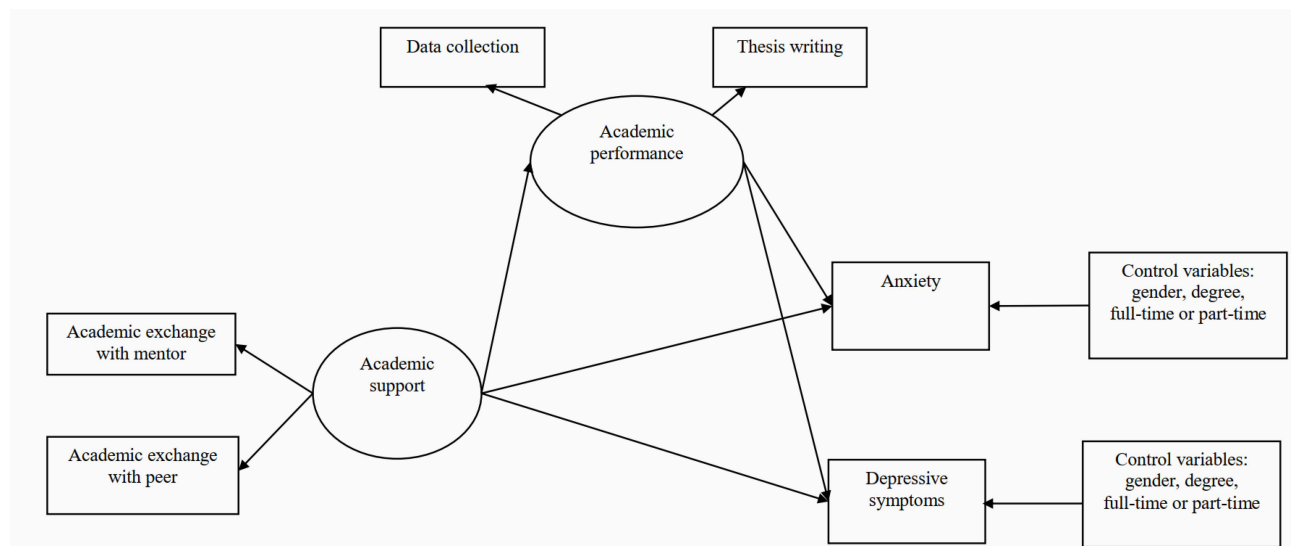 Data collection
Thesis writing
Academic
performance
Anxiety
Control variables:
gender, degree,
full-time or part-time
Academic exchange
with mentor
Academic
support
Academic exchange
with peer
Depressive
symptoms
Control variables:
gender, degree,
full-time or part-time